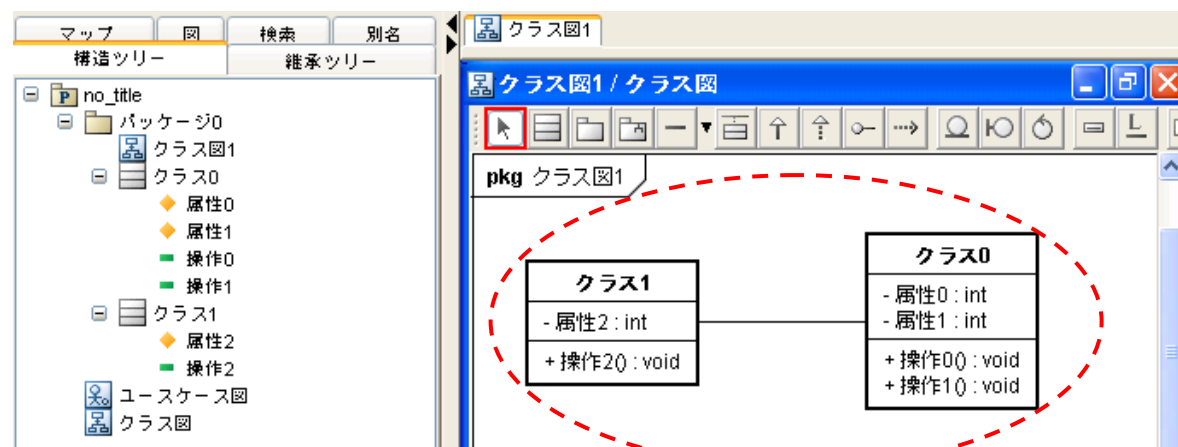 マップ
図
検索
別名
構造ツリー
継承ツリー
no_title
パッケージ0
クラス図1
クラス0
属性0
属性1
操作0
操作1
クラス1
属性2
操作2
ユースケース図
クラス図
クラス図1
クラス図1 / クラス図
pkg クラス図1
クラス1
- 属性2 : int
+ 操作2() : void
クラス0
- 属性0 : int
- 属性1 : int
+ 操作0() : void
+ 操作1() : void